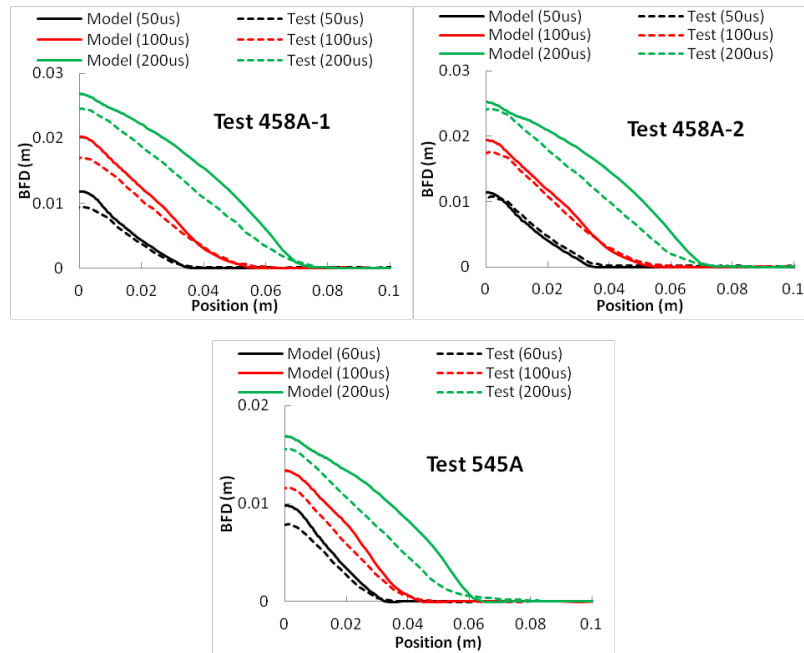 Model (50us) Test (50us)
Model (100us) Test (100us)
Model (200us) Test (200us)
0.03
0.02
0.01
0
BFD (m)
Test 458A-1
0 0.02 0.04 0.06 0.08 0.1
Position (m)
Model (50us) Test (50us)
Model (100us) Test (100us)
Model (200us) Test (200us)
0.03
0.02
0.01
0
BFD (m)
Test 458A-2
0 0.02 0.04 0.06 0.08 0.1
Position (m)
Model (60us) Test (60us)
Model (100us) Test (100us)
Model (200us) Test (200us)
0.02
0.01
0
BFD (m)
Test 545A
0 0.02 0.04 0.06 0.08 0.1
Position (m)